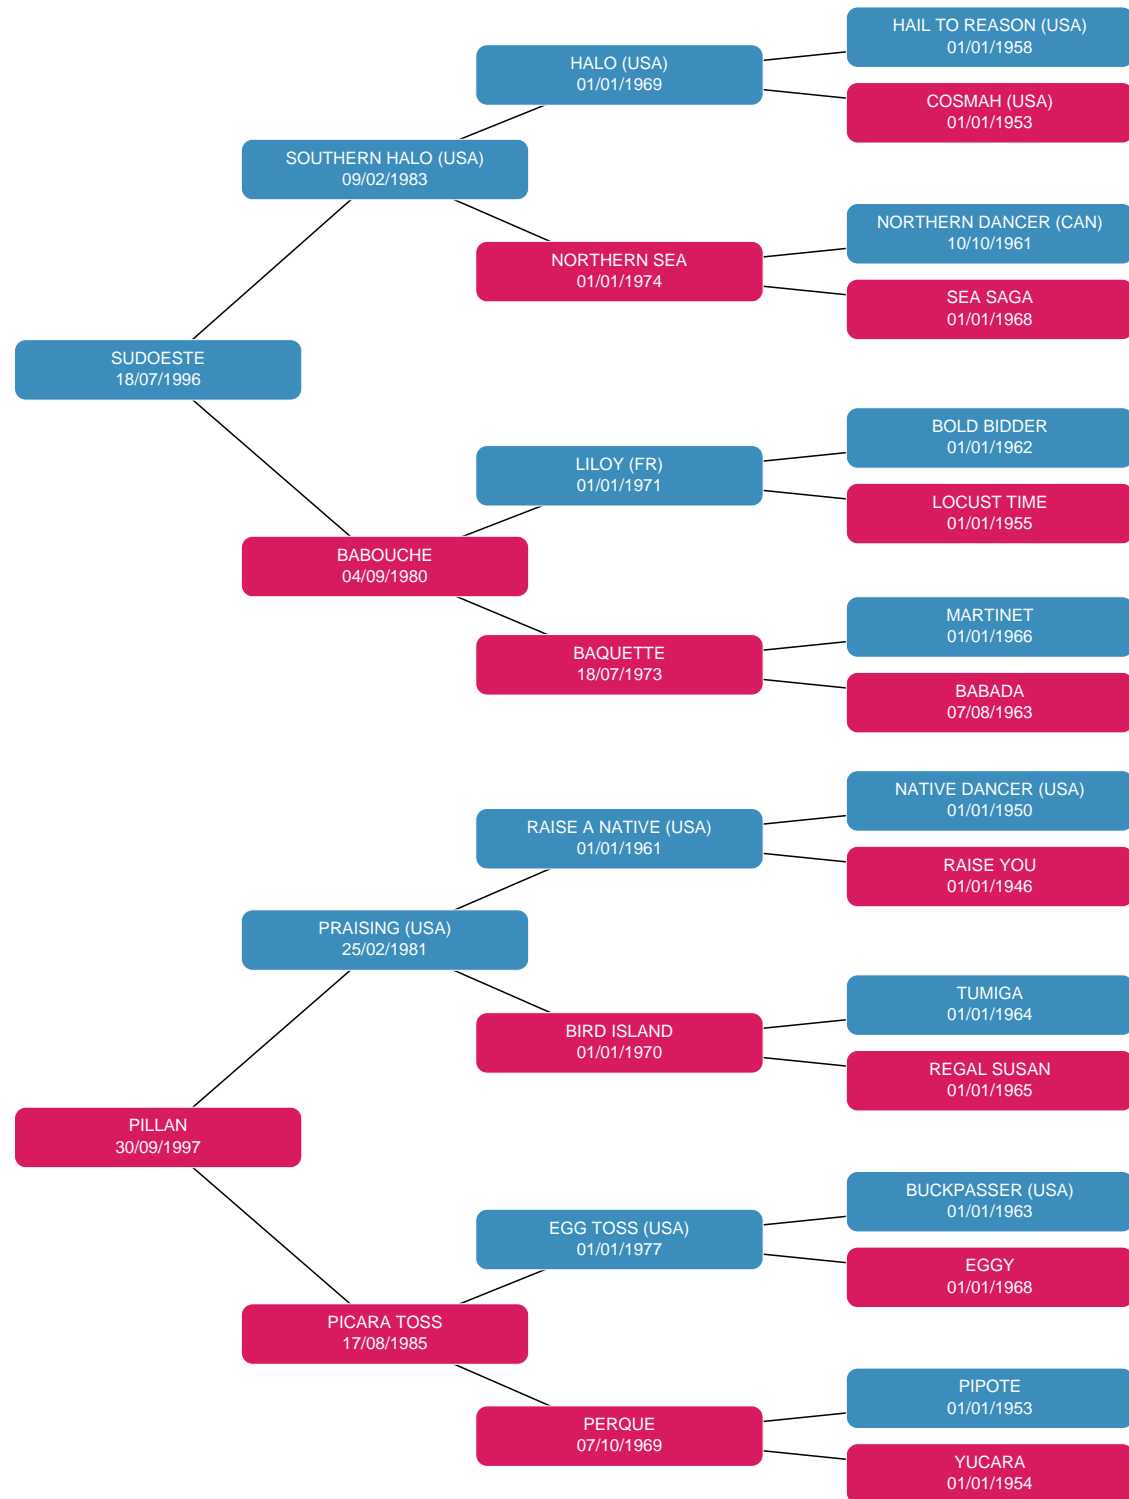 HAIL TO REASON (USA)
01/01/1958
HALO (USA)
01/01/1969
COSMAH (USA)
01/01/1953
SOUTHERN HALO (USA)
09/02/1983
NORTHERN DANCER (CAN)
10/10/1961
NORTHERN SEA
01/01/1974
SEA SAGA
01/01/1968
SUDOESTE
18/07/1996
BOLD BIDDER
01/01/1962
LILOY (FR)
01/01/1971
LOCUST TIME
01/01/1955
BABOUCHE
04/09/1980
MARTINET
01/01/1966
BAQUETTE
18/07/1973
BABADA
07/08/1963
NATIVE DANCER (USA)
01/01/1950
RAISE A NATIVE (USA)
01/01/1961
RAISE YOU
01/01/1946
PRAISING (USA)
25/02/1981
TUMIGA
01/01/1964
BIRD ISLAND
01/01/1970
REGAL SUSAN
01/01/1965
PILLAN
30/09/1997
BUCKPASSER (USA)
01/01/1963
EGG TOSS (USA)
01/01/1977
EGGY
01/01/1968
PICARA TOSS
17/08/1985
PIPOTE
01/01/1953
PERQUE
07/10/1969
YUCARA
01/01/1954